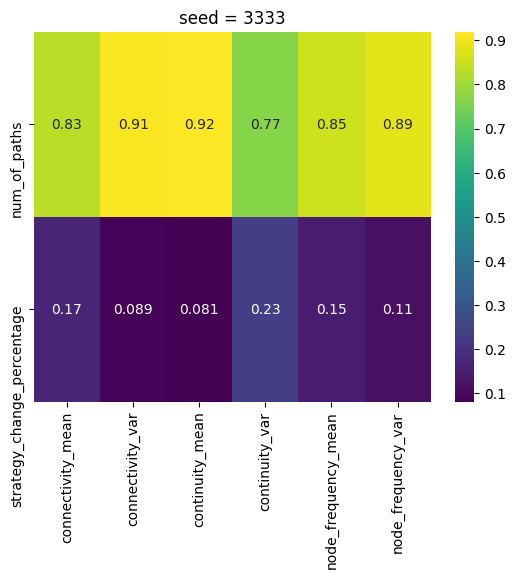 seed = 3333
num_of_paths
0.83 0.91 0.92 0.77 0.85 0.89
strategy_change_percentage
0.17 0.089 0.081 0.23 0.15 0.11
connectivity_mean
connectivity_var
continuity_mean
continuity_var
node_frequency_mean
node_frequency_var
0.9
0.8
0.7
0.6
0.5
0.4
0.3
0.2
0.1